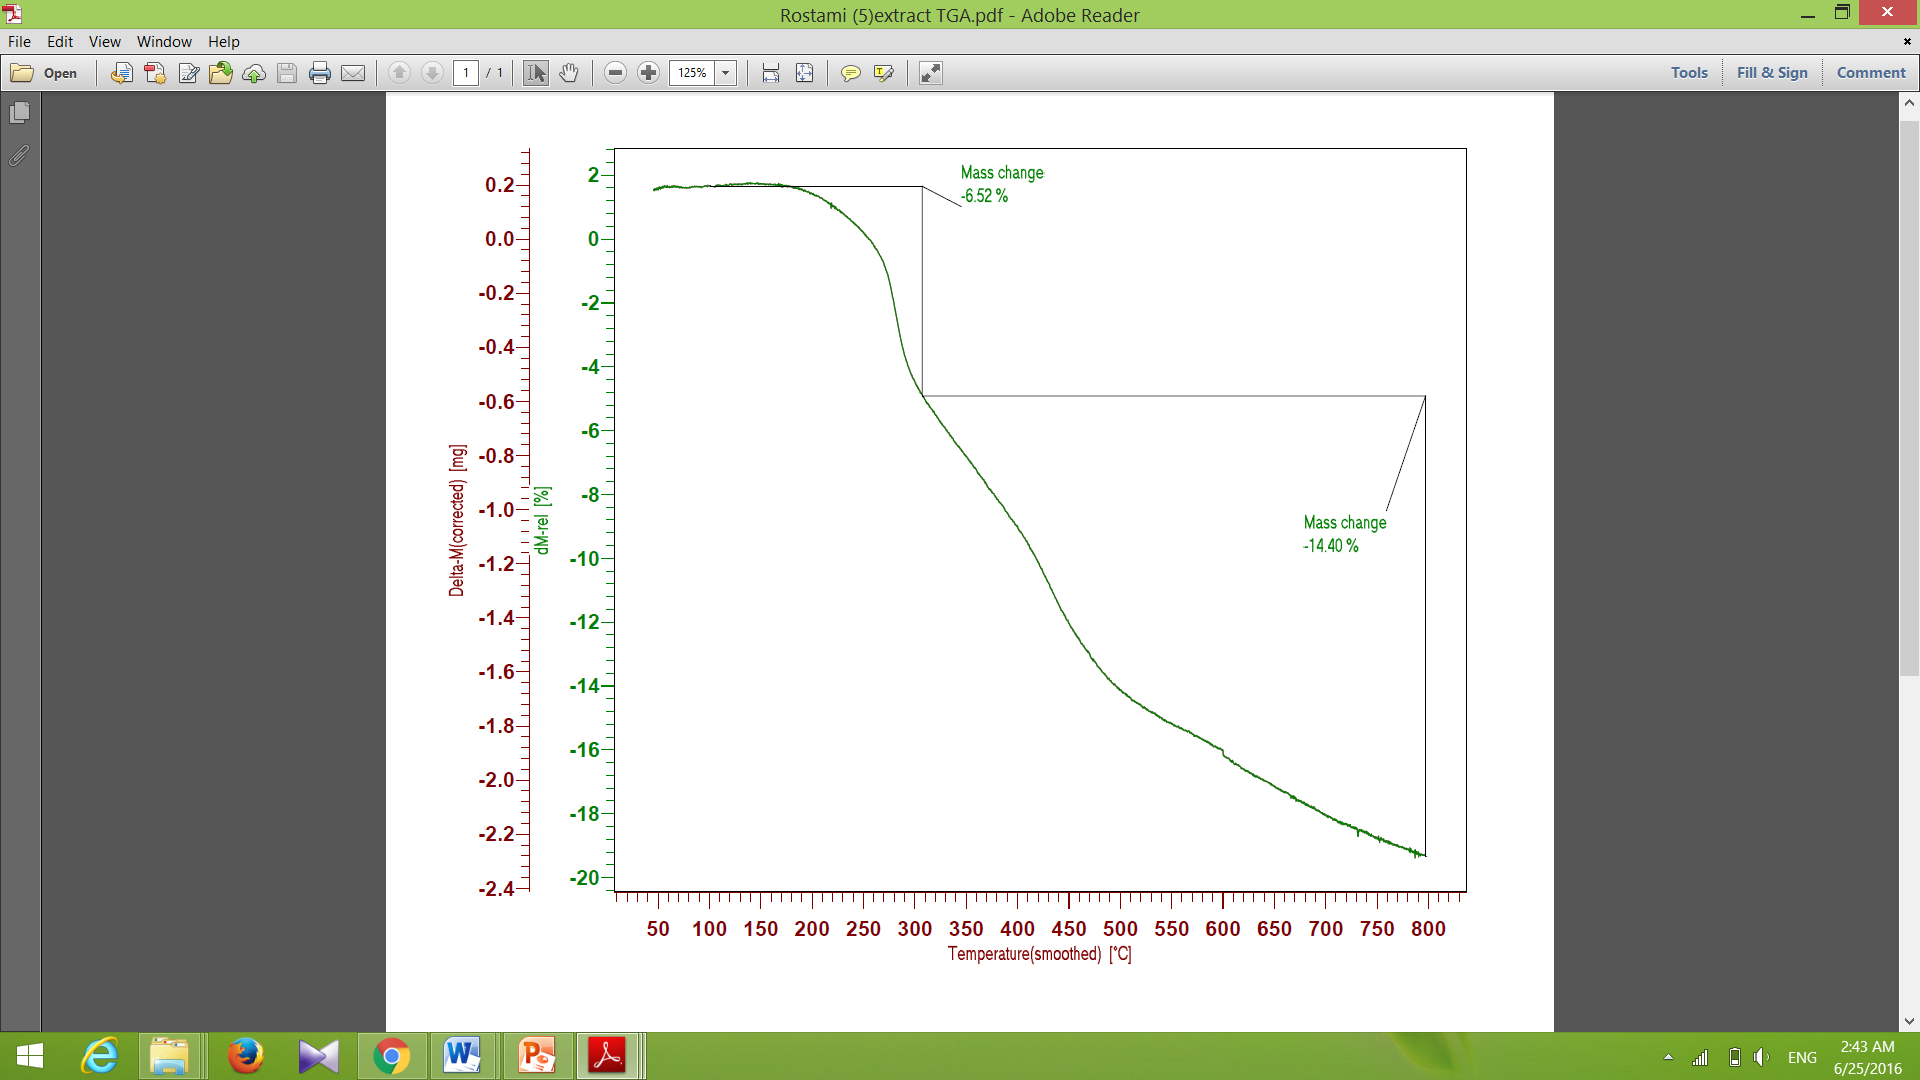 Rostami (5)extract TGA.pdf - Adobe Reader
File Edit View Window Help
Open 1 / 1 125% Tools Fill & Sign Comment
Mass change
-6.52 %
Mass change
-14.40 %
Delta-M(corrected) [mg]
0.2
0.0
-0.2
-0.4
-0.6
-0.8
-1.0
-1.2
-1.4
-1.6
-1.8
-2.0
-2.2
-2.4
dM-rel [%]
2
0
-2
-4
-6
-8
-10
-12
-14
-16
-18
-20
50 100 150 200 250 300 350 400 450 500 550 600 650 700 750 800
Temperature(smoothed) [°C]
ENG
2:43 AM
6/25/2016